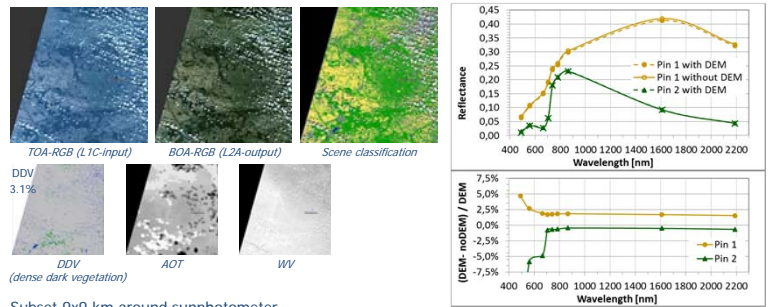 TOA-RGB (L1C-input)
BOA-RGB (L2A-output)
Scene classification
DDV
3.1%
DDV
(dense dark vegetation)
AOT
WV
Reflectance
0,45
0,40
0,35
0,30
0,25
0,20
0,15
0,10
0,05
0,00
Pin 1 with DEM
Pin 1 without DEM
Pin 2 with DEM
400 600 800 1000 1200 1400 1600 1800 2000 2200
Wavelength [nm]
(DEM- noDEM) / DEM
7,5%
5,0%
2,5%
0,0%
-2,5%
-5,0%
-7,5%
Pin 1
Pin 2
400 600 800 1000 1200 1400 1600 1800 2000 2200
Wavelength [nm]